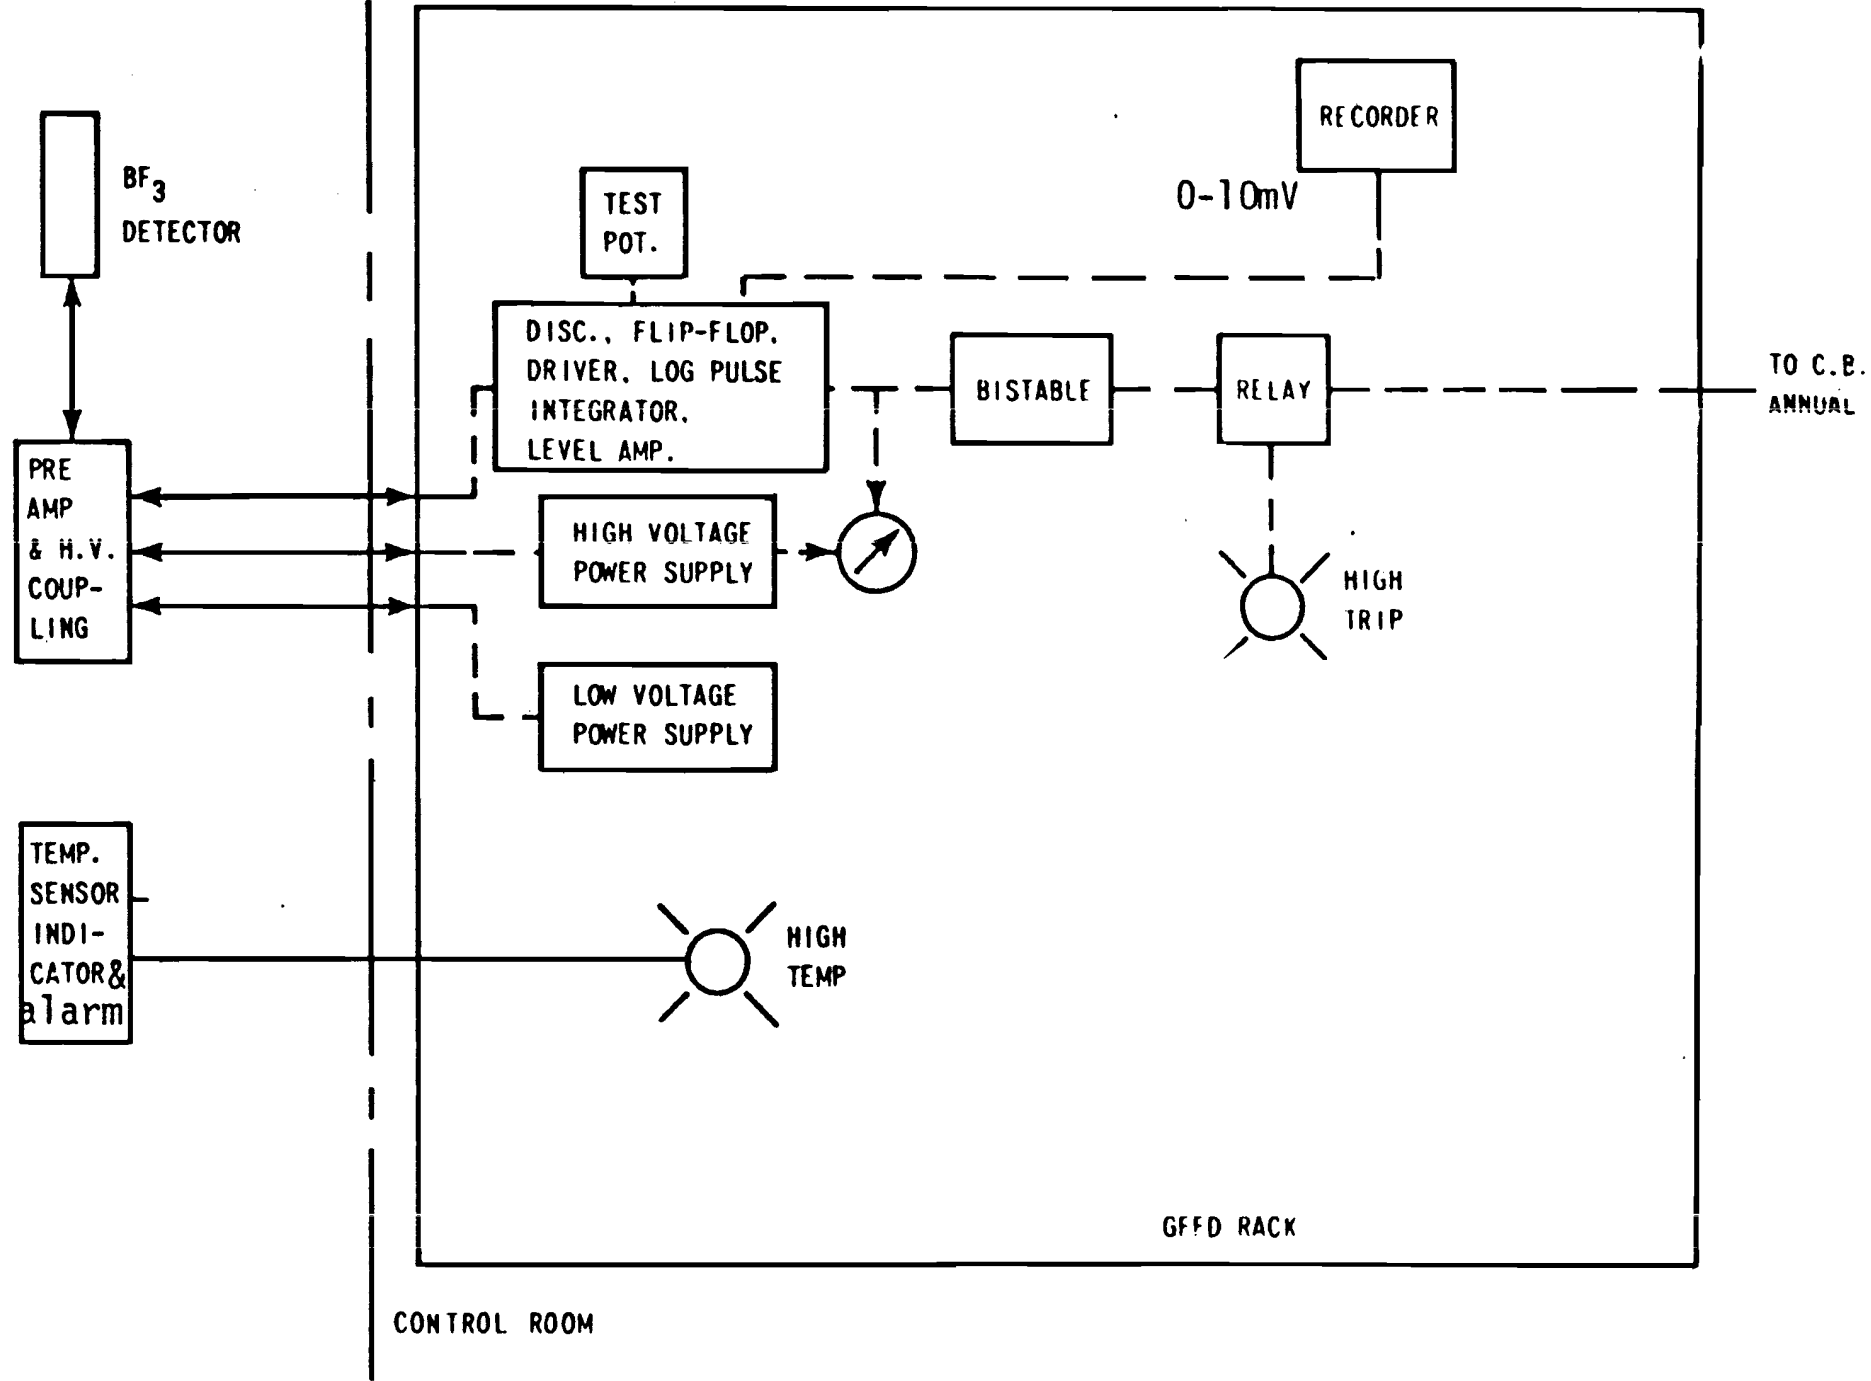 RECORDER
0-10mV
BF3
DETECTOR
TEST
POT.
DISC., FLIP-FLOP.
DRIVER. LOG PULSE
INTEGRATOR.
LEVEL AMP.
BISTABLE
RELAY
TO C.B.
ANNUAL
PRE
AMP
& H.V.
COUP-
LING
HIGH VOLTAGE
POWER SUPPLY
HIGH
TRIP
LOW VOLTAGE
POWER SUPPLY
TEMP.
SENSOR
INDI-
CATOR&
alarm
HIGH
TEMP
GFFD RACK
CONTROL ROOM